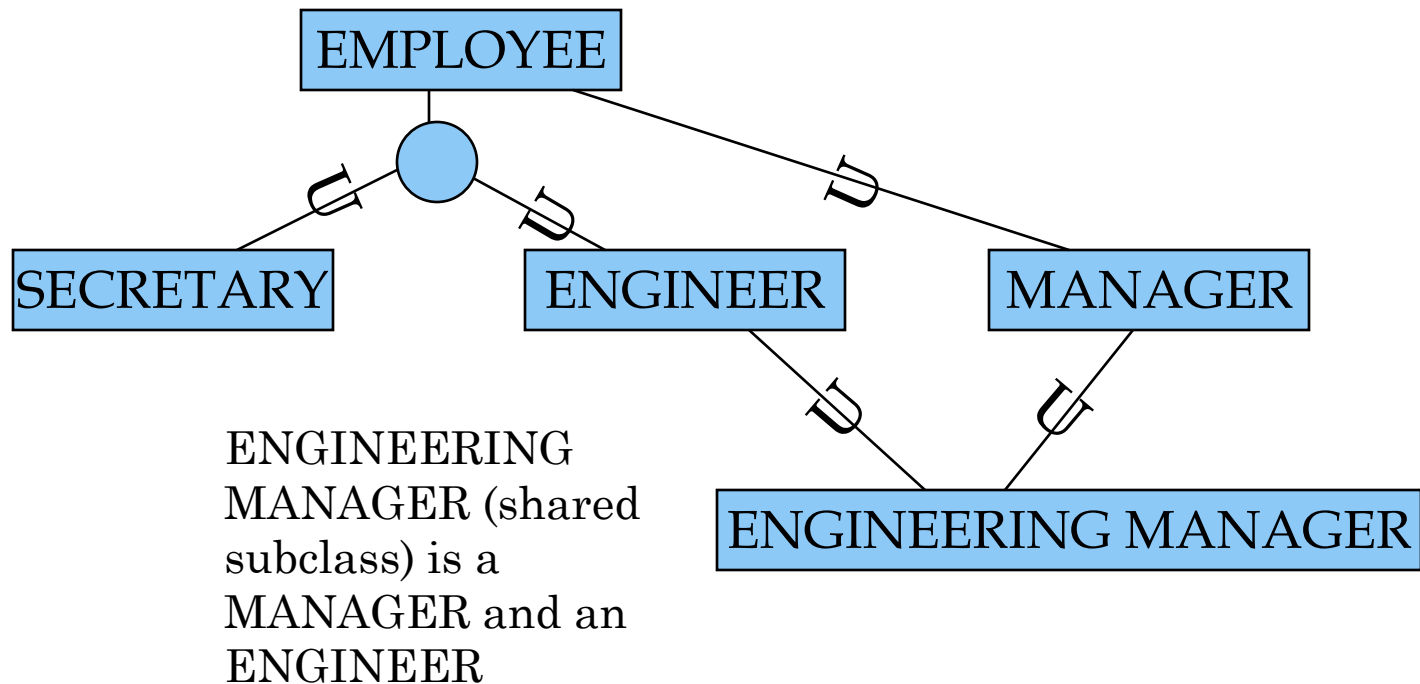 EMPLOYEE
U
U
U
SECRETARY
ENGINEER
MANAGER
U
U
ENGINEERING
MANAGER (shared
subclass) is a
MANAGER and an
ENGINEER
ENGINEERING MANAGER